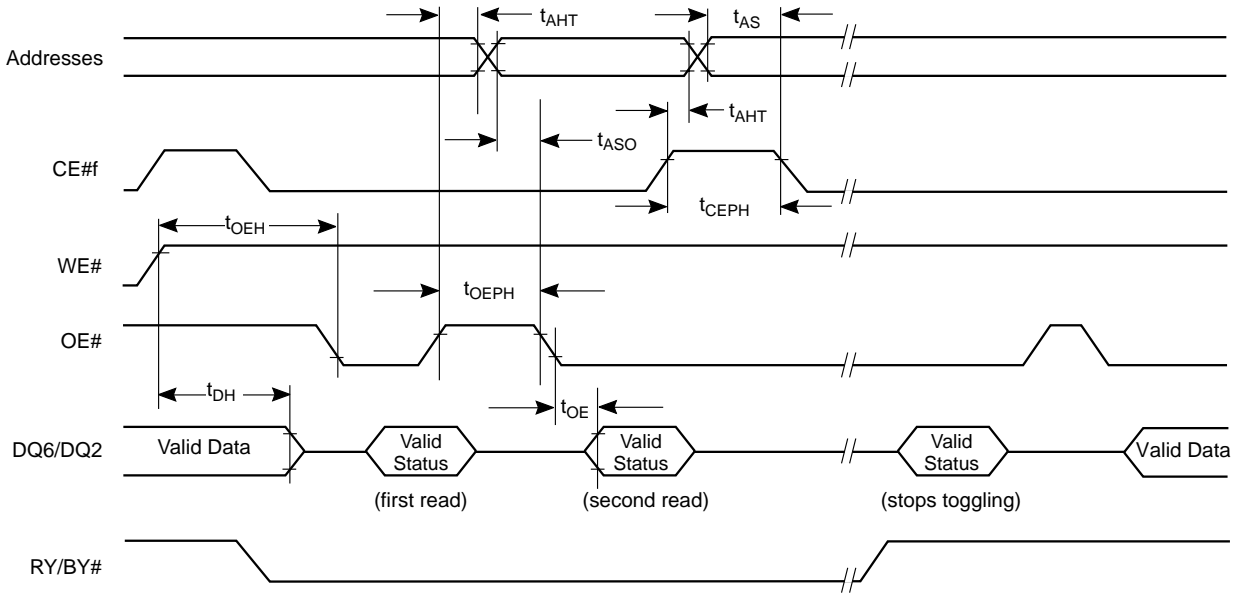 tAHT
tAS
Addresses
tAHT
tASO
CE#f
tCEPH
tOEH
WE#
tOEPH
OE#
tDH
tOE
DQ6/DQ2
Valid Data
Valid
Status
Valid
Status
Valid
Status
Valid Data
(first read)
(second read)
(stops toggling)
RY/BY#